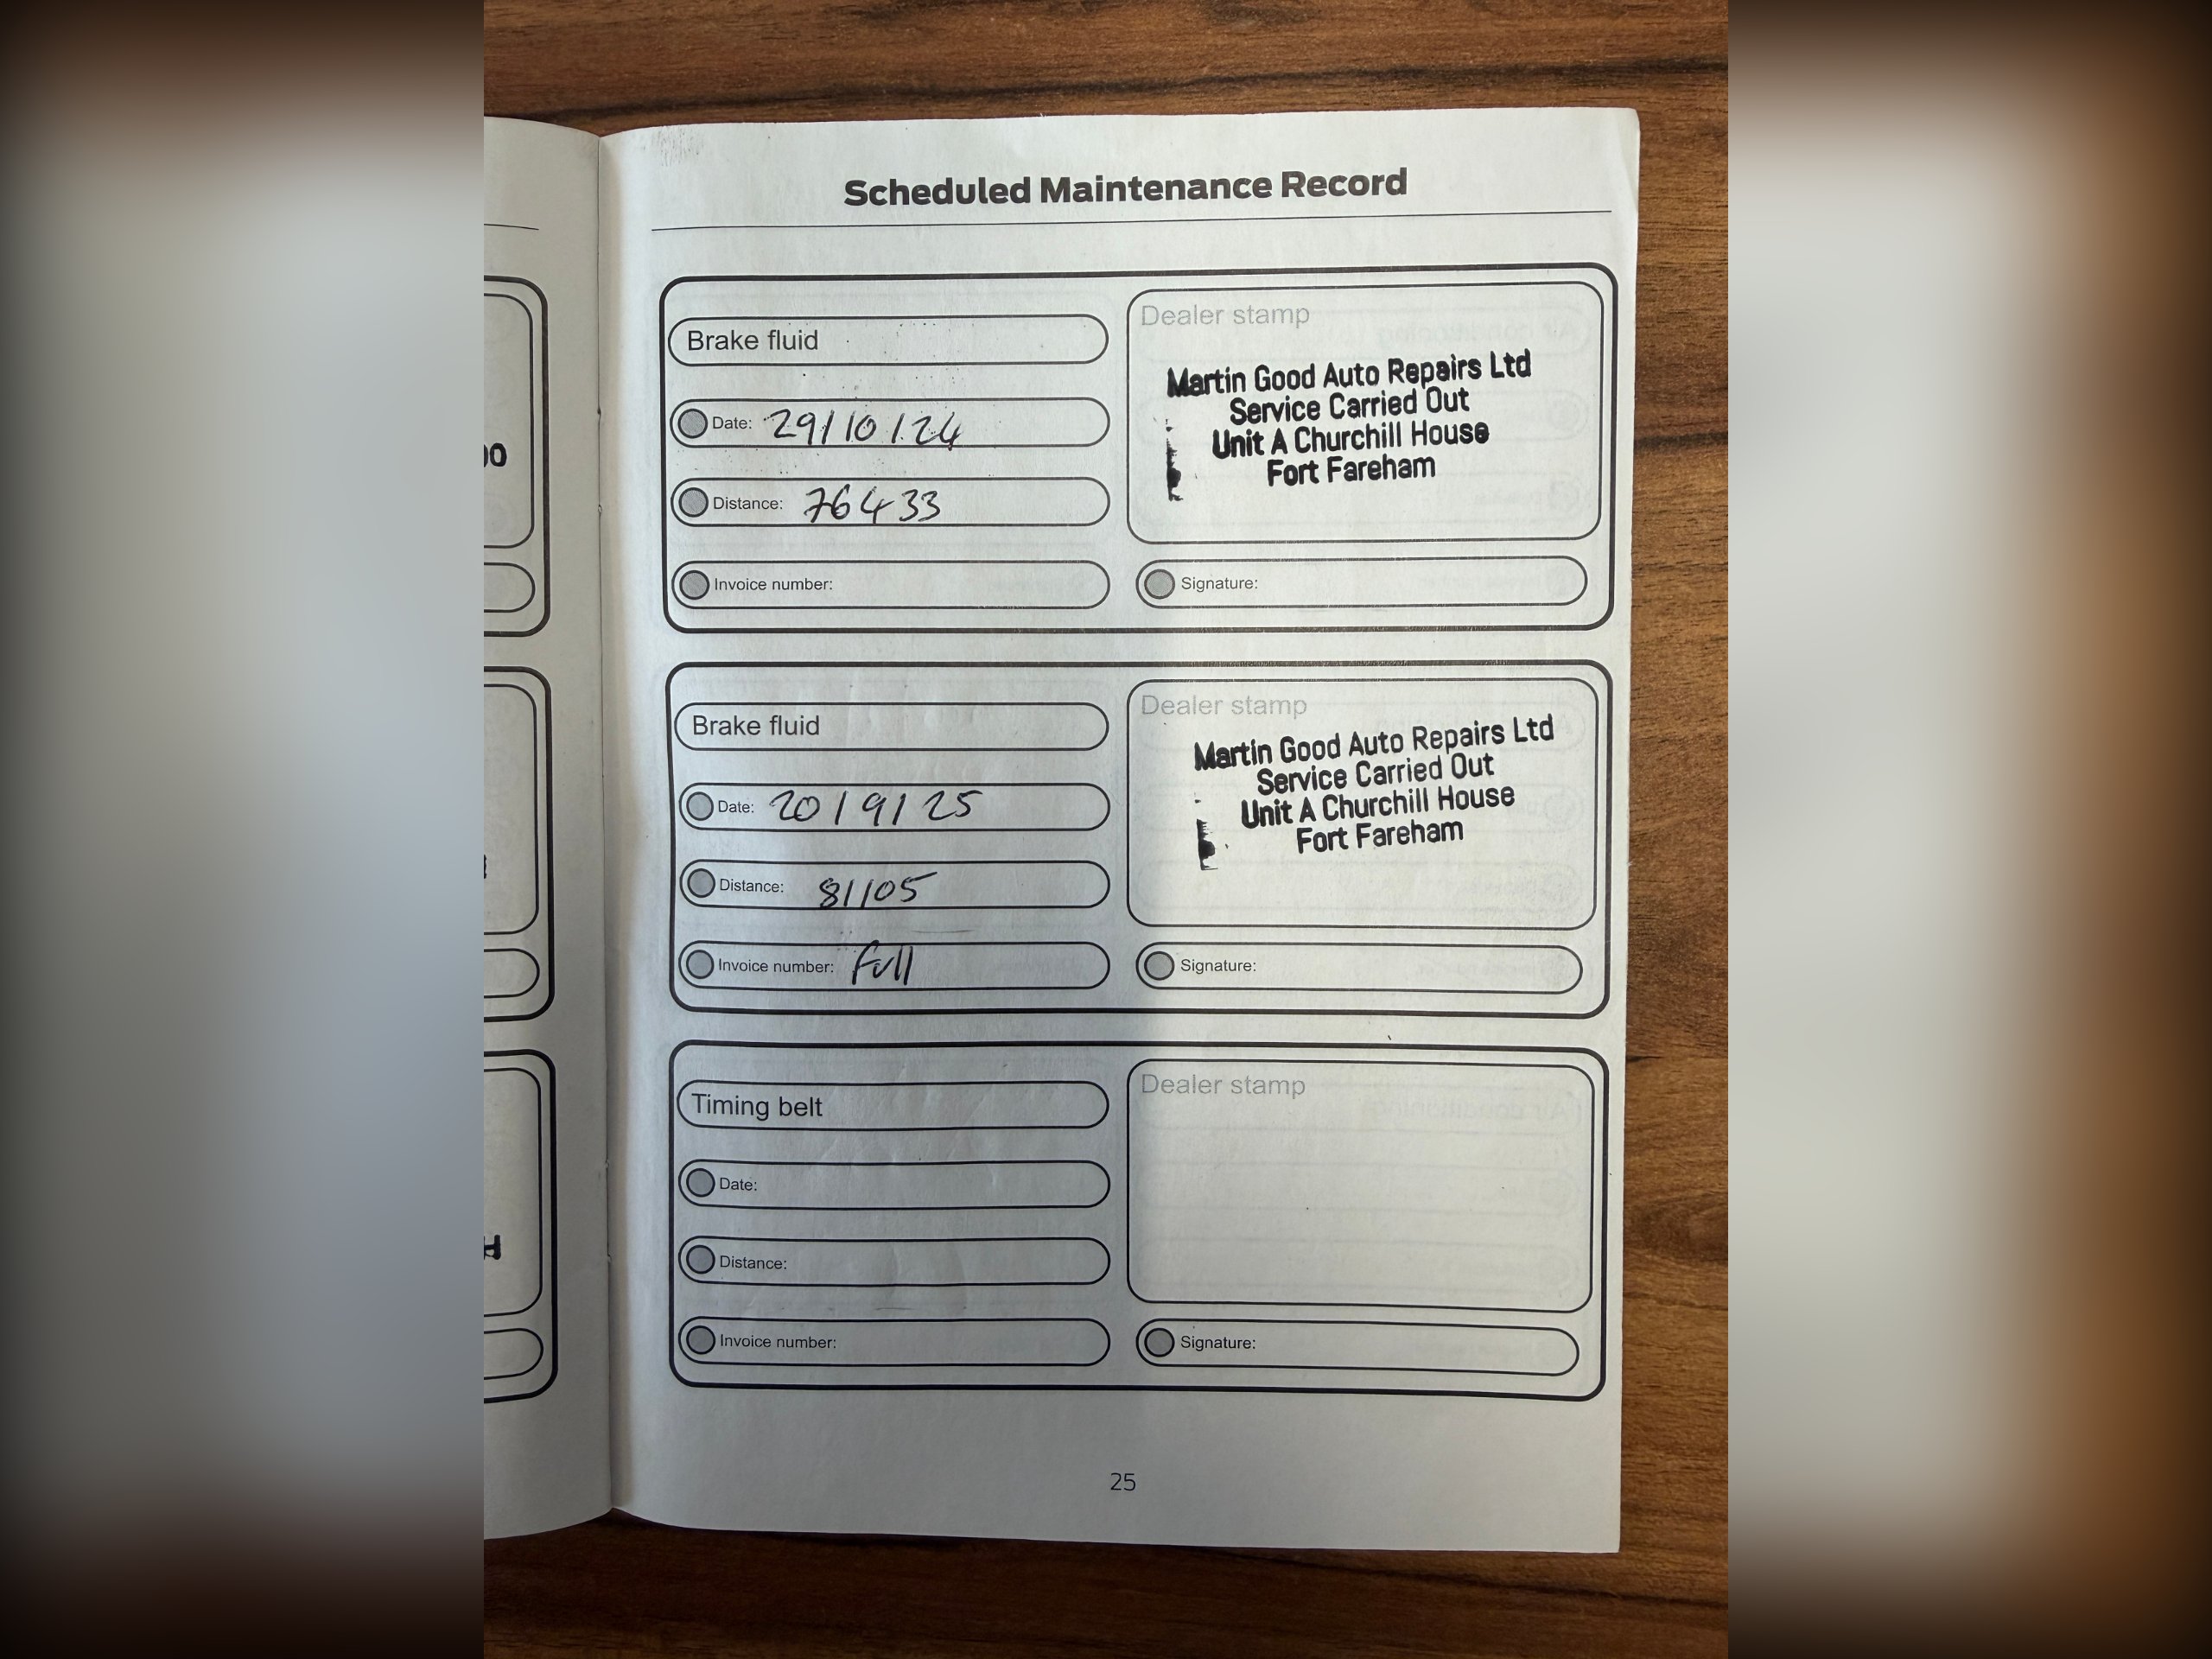 00
Scheduled Maintenance Record
Brake fluid
Date: 29/10/24
Distance: 76433
Invoice number:
Dealer stamp
Martin Good Auto Repairs Ltd
Service Carried Out
Unit A Churchill House
Fort Fareham
Signature:
Brake fluid
Date: 20/9/25
Distance: 81105
Invoice number: Full
Dealer stamp
Martin Good Auto Repairs Ltd
Service Carried Out
Unit A Churchill House
Fort Fareham
Signature:
Timing belt
Date:
Distance:
Invoice number:
Dealer stamp
Signature:
25